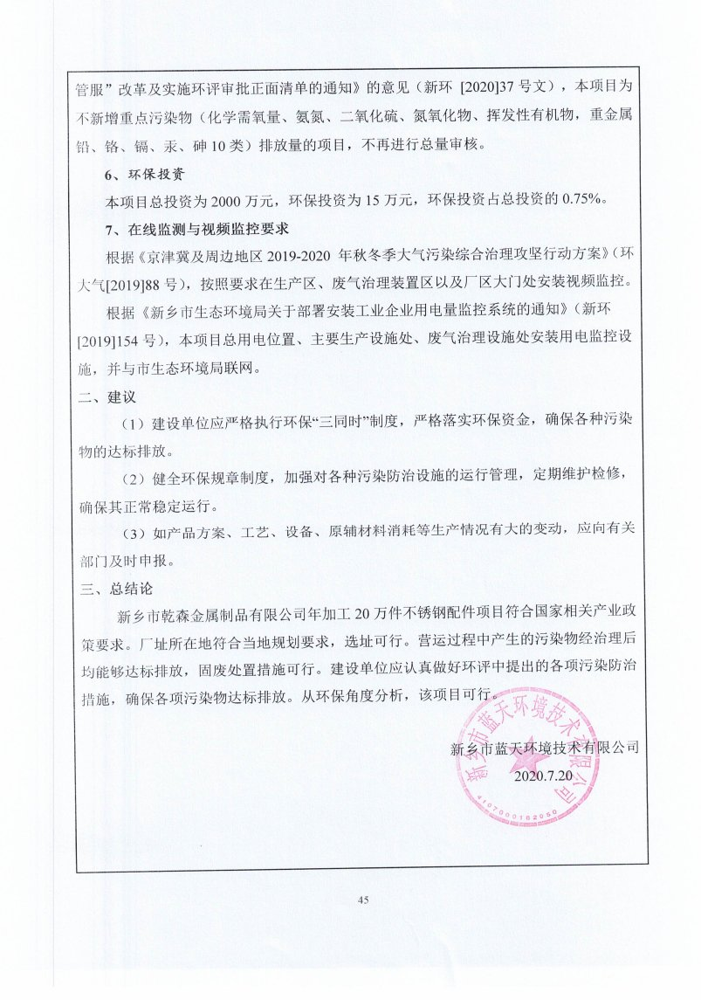 管服”改革及实施环评审批正面清单的通知》的意见（新环 [2020]37 号文），本项目为
不新增重点污染物（化学需氧量、氨氮、二氧化硫、氮氧化物、挥发性有机物，重金属
铅、铬、镉、汞、砷 10 类）排放量的项目，不再进行总量审核。
6、环保投资
本项目总投资为 2000 万元，环保投资为 15 万元，环保投资占总投资的 0.75%。
7、在线监测与视频监控要求
根据《京津冀及周边地区 2019-2020 年秋冬季大气污染综合治理攻坚行动方案》（环
大气[2019]88 号），按照要求在生产区、废气治理装置区以及厂区大门处安装视频监控。
根据《新乡市生态环境局关于部署安装工业企业用电量监控系统的通知》（新环
[2019]154 号），本项目总用电位置、主要生产设施处、废气治理设施处安装用电监控设
施，并与市生态环境局联网。
二、建议
（1）建设单位应严格执行环保“三同时”制度，严格落实环保资金，确保各种污染
物的达标排放。
（2）健全环保规章制度，加强对各种污染防治设施的运行管理，定期维护检修，
确保其正常稳定运行。
（3）如产品方案、工艺、设备、原辅材料消耗等生产情况有大的变动，应向有关
部门及时申报。
三、总结论
新乡市乾森金属制品有限公司年加工 20 万件不锈钢配件项目符合国家相关产业政
策要求。厂址所在地符合当地规划要求，选址可行。营运过程中产生的污染物经治理后
均能够达标排放，固废处置措施可行。建设单位应认真做好环评中提出的各项污染防治
措施，确保各项污染物达标排放。从环保角度分析，该项目可行。
新乡市蓝天环境技术有限公司
新乡市蓝天环境技术有限公司
2020.7.20
4107000182050
45